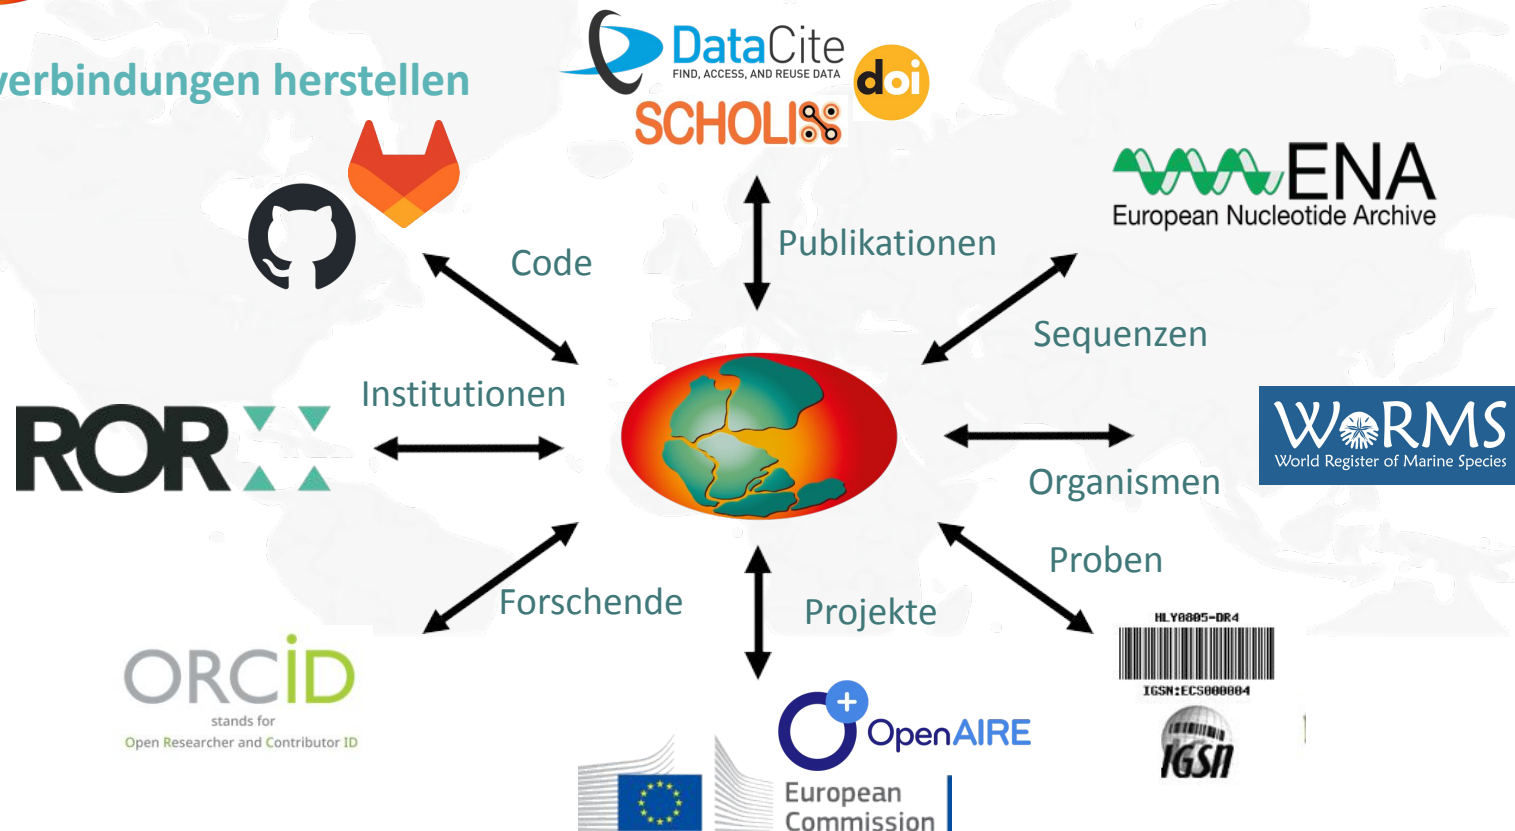 verbindungen herstellen
DataCite
FIND, ACCESS, AND REUSE DATA
doi
SCHOLIX
ENA
European Nucleotide Archive
Code
Publikationen
Sequenzen
Institutionen
ROR
WoRMS
World Register of Marine Species
Organismen
Proben
Forschende
Projekte
HLY0805-DR4
IGSN:ECS000004
IGSN
ORCiD
stands for
Open Researcher and Contributor ID
OpenAIRE
European
Commission